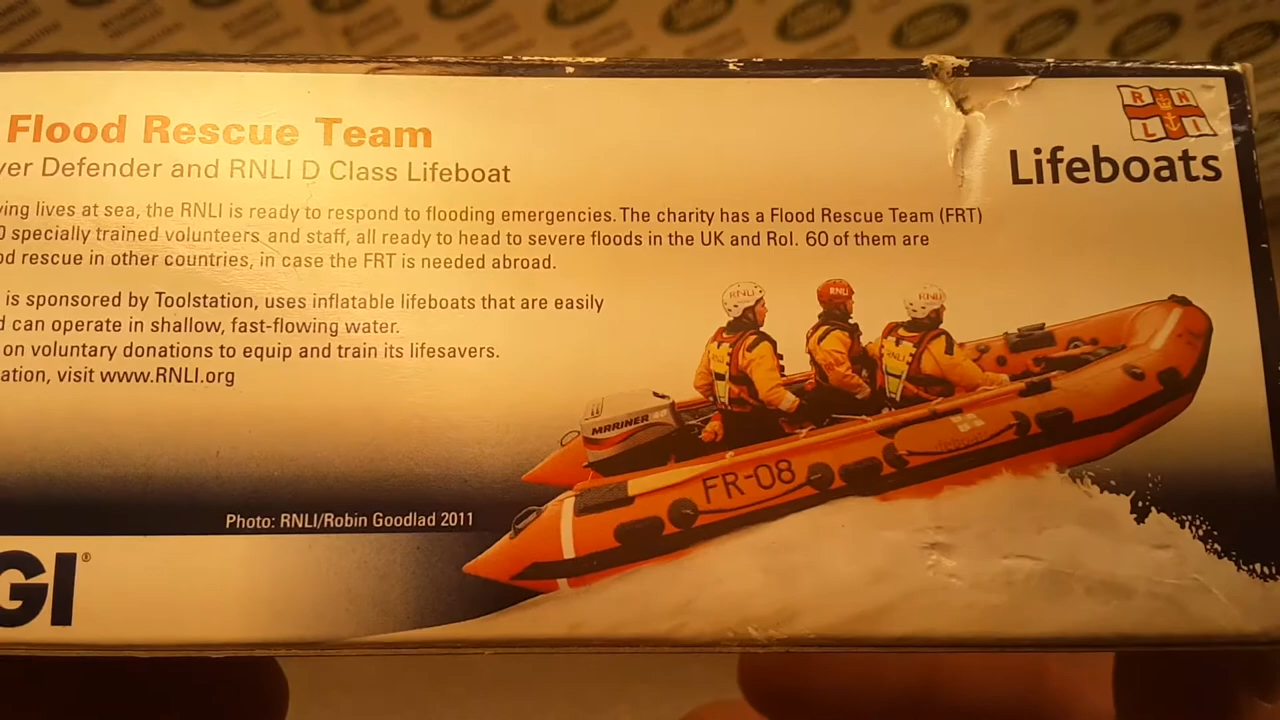 Flood Rescue Team
ver Defender and RNLI D Class Lifeboat
ving lives at sea, the RNLI is ready to respond to flooding emergencies. The charity has a Flood Rescue Team (FRT)
0 specially trained volunteers and staff, all ready to head to severe floods in the UK and RoI. 60 of them are
od rescue in other countries, in case the FRT is needed abroad.
is sponsored by Toolstation, uses inflatable lifeboats that are easily
d can operate in shallow, fast-flowing water.
on voluntary donations to equip and train its lifesavers.
ation, visit www.RNLI.org
R N
L I
Lifeboats
RNLI
RNLI
RNLI
RNLI
MARINER 40
FR-08
Photo: RNLI/Robin Goodlad 2011
GI®